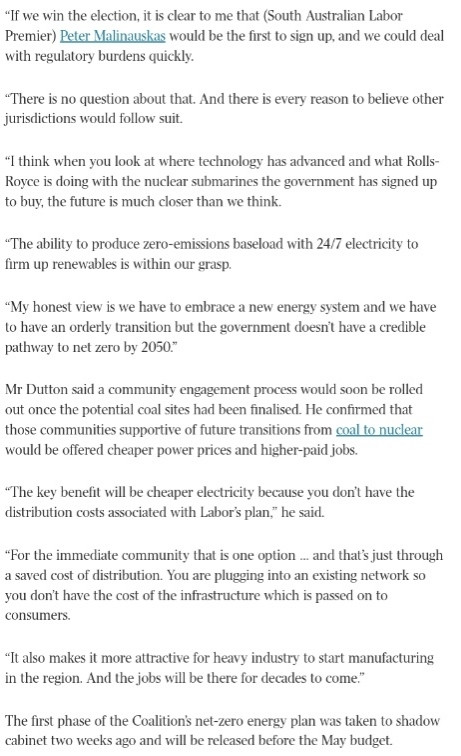 “If we win the election, it is clear to me that (South Australian Labor
Premier) Peter Malinauskas would be the first to sign up, and we could deal
with regulatory burdens quickly.
“There is no question about that. And there is every reason to believe other
jurisdictions would follow suit.
“I think when you look at where technology has advanced and what Rolls-
Royce is doing with the nuclear submarines the government has signed up
to buy, the future is much closer than we think.
“The ability to produce zero-emissions baseload with 24/7 electricity to
firm up renewables is within our grasp.
“My honest view is we have to embrace a new energy system and we have
to have an orderly transition but the government doesn’t have a credible
pathway to net zero by 2050.”
Mr Dutton said a community engagement process would soon be rolled
out once the potential coal sites had been finalised. He confirmed that
those communities supportive of future transitions from coal to nuclear
would be offered cheaper power prices and higher-paid jobs.
“The key benefit will be cheaper electricity because you don’t have the
distribution costs associated with Labor’s plan,” he said.
“For the immediate community that is one option ... and that’s just through
a saved cost of distribution. You are plugging into an existing network so
you don’t have the cost of the infrastructure which is passed on to
consumers.
“It also makes it more attractive for heavy industry to start manufacturing
in the region. And the jobs will be there for decades to come.”
The first phase of the Coalition’s net-zero energy plan was taken to shadow
cabinet two weeks ago and will be released before the May budget.